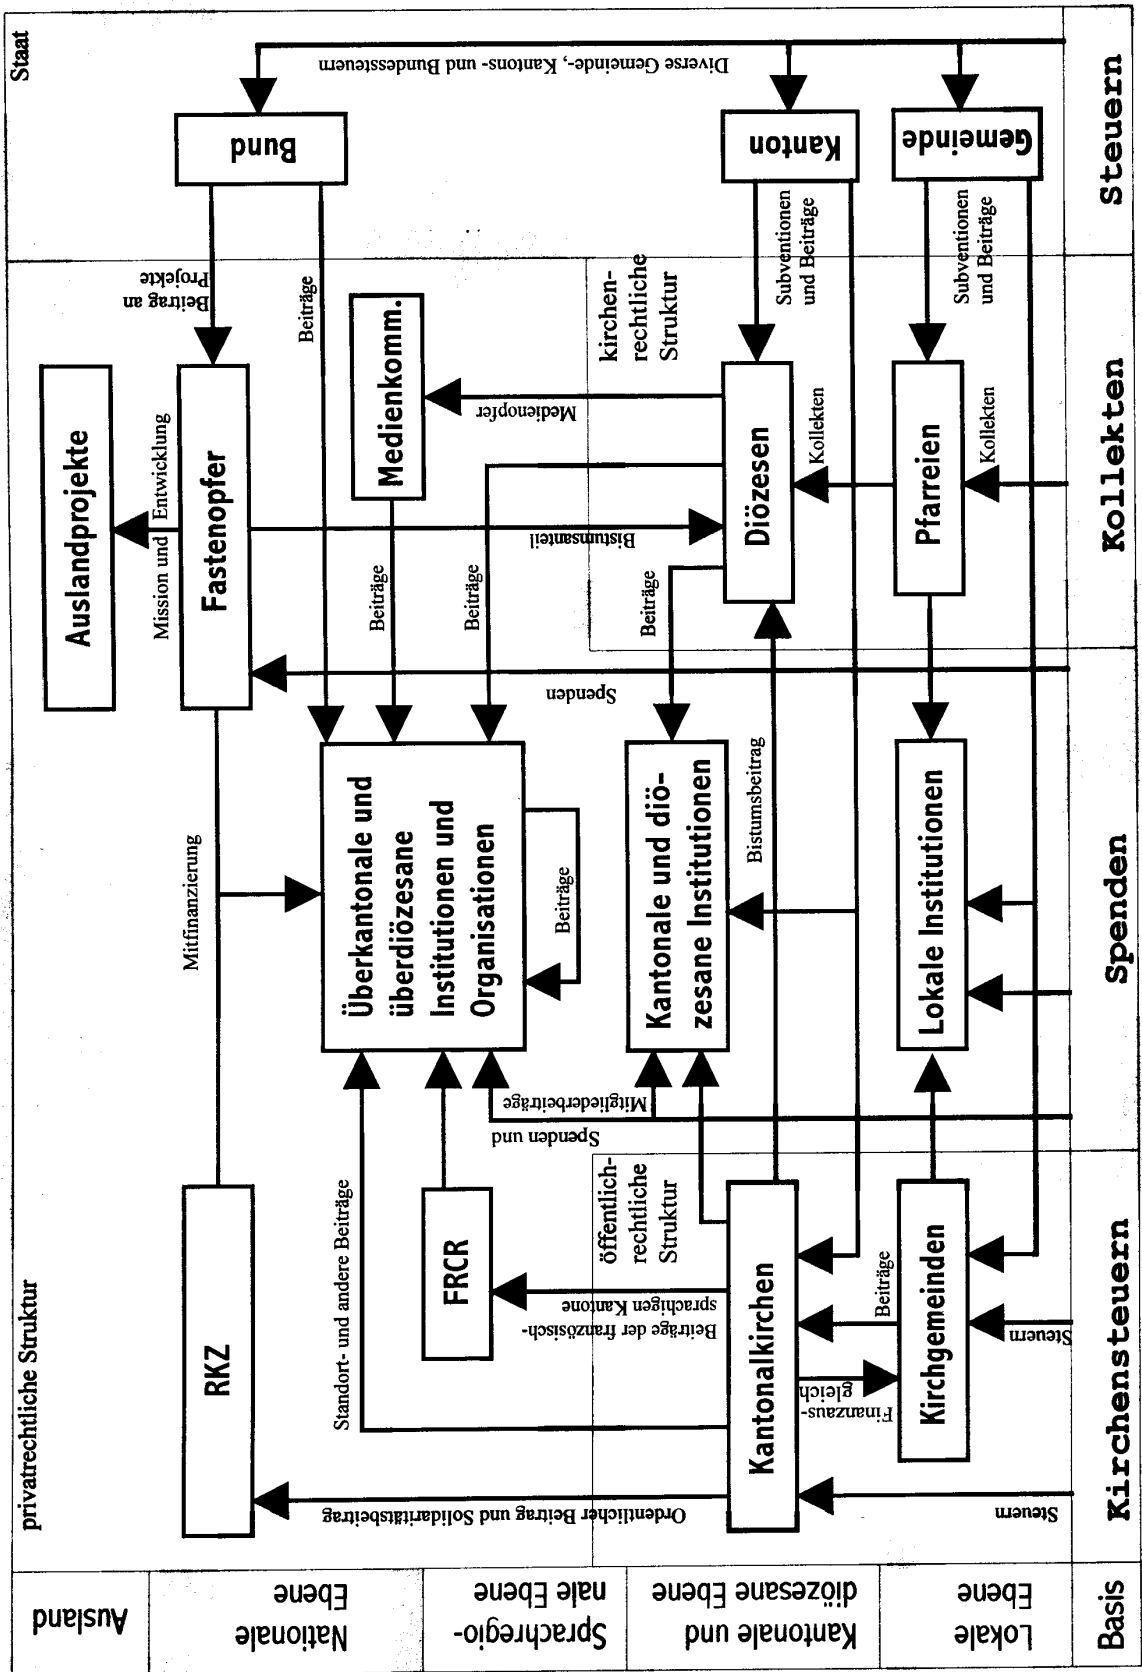 privatrechtliche Struktur
Staat
Ausland
Nationale
Ebene
Sprachregio-
nale Ebene
Kantonale und
diözesane Ebene
Lokale
Ebene
Basis
Auslandprojekte
Mission und Entwicklung
RKZ
Mitfinanzierung
Fastenopfer
Beitrag an
Projekte
Bund
Beiträge
Standort- und andere Beiträge
Überkantonale und
überdiözesane
Institutionen und
Organisationen
Beiträge
Beiträge
Beiträge
Medienkomm.
FRCR
Spenden und
Mitgliederbeiträge
Spenden
Bistumsanteil
Medienopfer
Diverse Gemeinde-, Kantons- und Bundessteuern
Ordentlicher Beitrag und Solidaritätsbeitrag
Beiträge der französisch-
sprachigen Kantone
öffentlich-
rechtliche
Struktur
kirchen-
rechtliche
Struktur
Kantonale und diö-
zesane Institutionen
Beiträge
Kantonalkirchen
Bistumsbeitrag
Diözesen
Subventionen
und Beiträge
Kanton
Finanzaus-
gleich
Beiträge
Kollekten
Kirchgemeinden
Lokale Institutionen
Pfarreien
Subventionen
und Beiträge
Gemeinde
Steuern
Steuern
Kollekten
Kirchensteuern
Spenden
Kollekten
Steuern